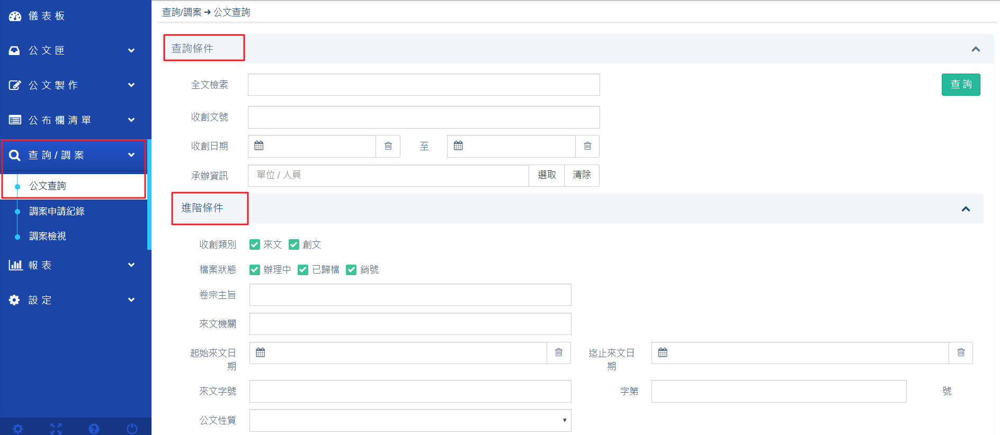 儀表板
公文匣
公文製作
公布欄清單
查詢/調案
公文查詢
調案申請紀錄
調案檢視
報表
設定
查詢/調案 ➔ 公文查詢
查詢條件
全文檢索
查詢
收創文號
收創日期 至
承辦資訊 單位 / 人員 選取 清除
進階條件
收創類別 來文 創文
檔案狀態 辦理中 已歸檔 銷號
卷宗主旨
來文機關
起始來文日期 迄止來文日期
來文字號 字第 號
公文性質